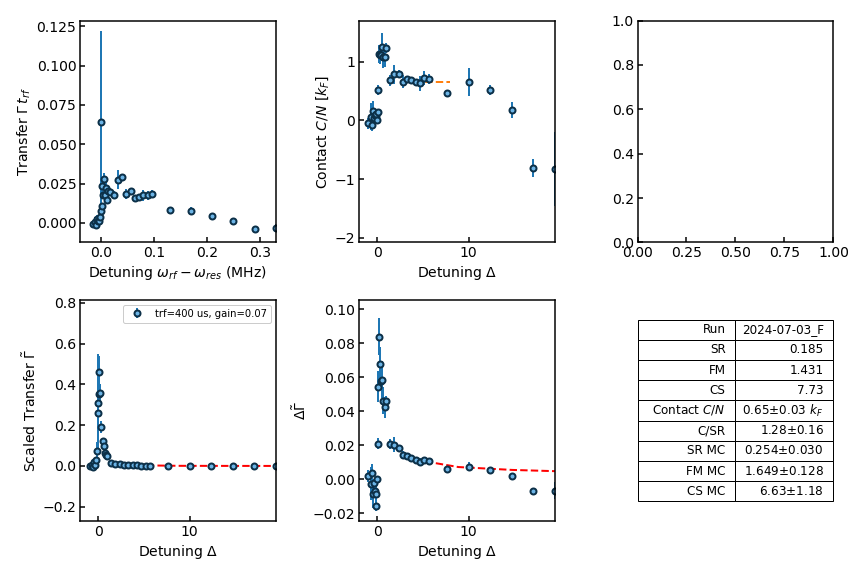 0.125
0.100
0.075
0.050
0.025
0.000
Transfer Γ t_rf
0.0 0.1 0.2 0.3
Detuning ω_rf − ω_res (MHz)
1
0
−1
−2
Contact C/N [k_F]
0 10
Detuning Δ
1.0
0.8
0.6
0.4
0.2
0.0
0.00 0.25 0.50 0.75 1.00
0.8
0.6
0.4
0.2
0.0
−0.2
Scaled Transfer Γ̃
trf=400 us, gain=0.07
0 10
Detuning Δ
0.10
0.08
0.06
0.04
0.02
0.00
−0.02
ΔΓ̃
0 10
Detuning Δ
Run 2024-07-03_F
SR 0.185
FM 1.431
CS 7.73
Contact C/N 0.65±0.03 k_F
C/SR 1.28±0.16
SR MC 0.254±0.030
FM MC 1.649±0.128
CS MC 6.63±1.18